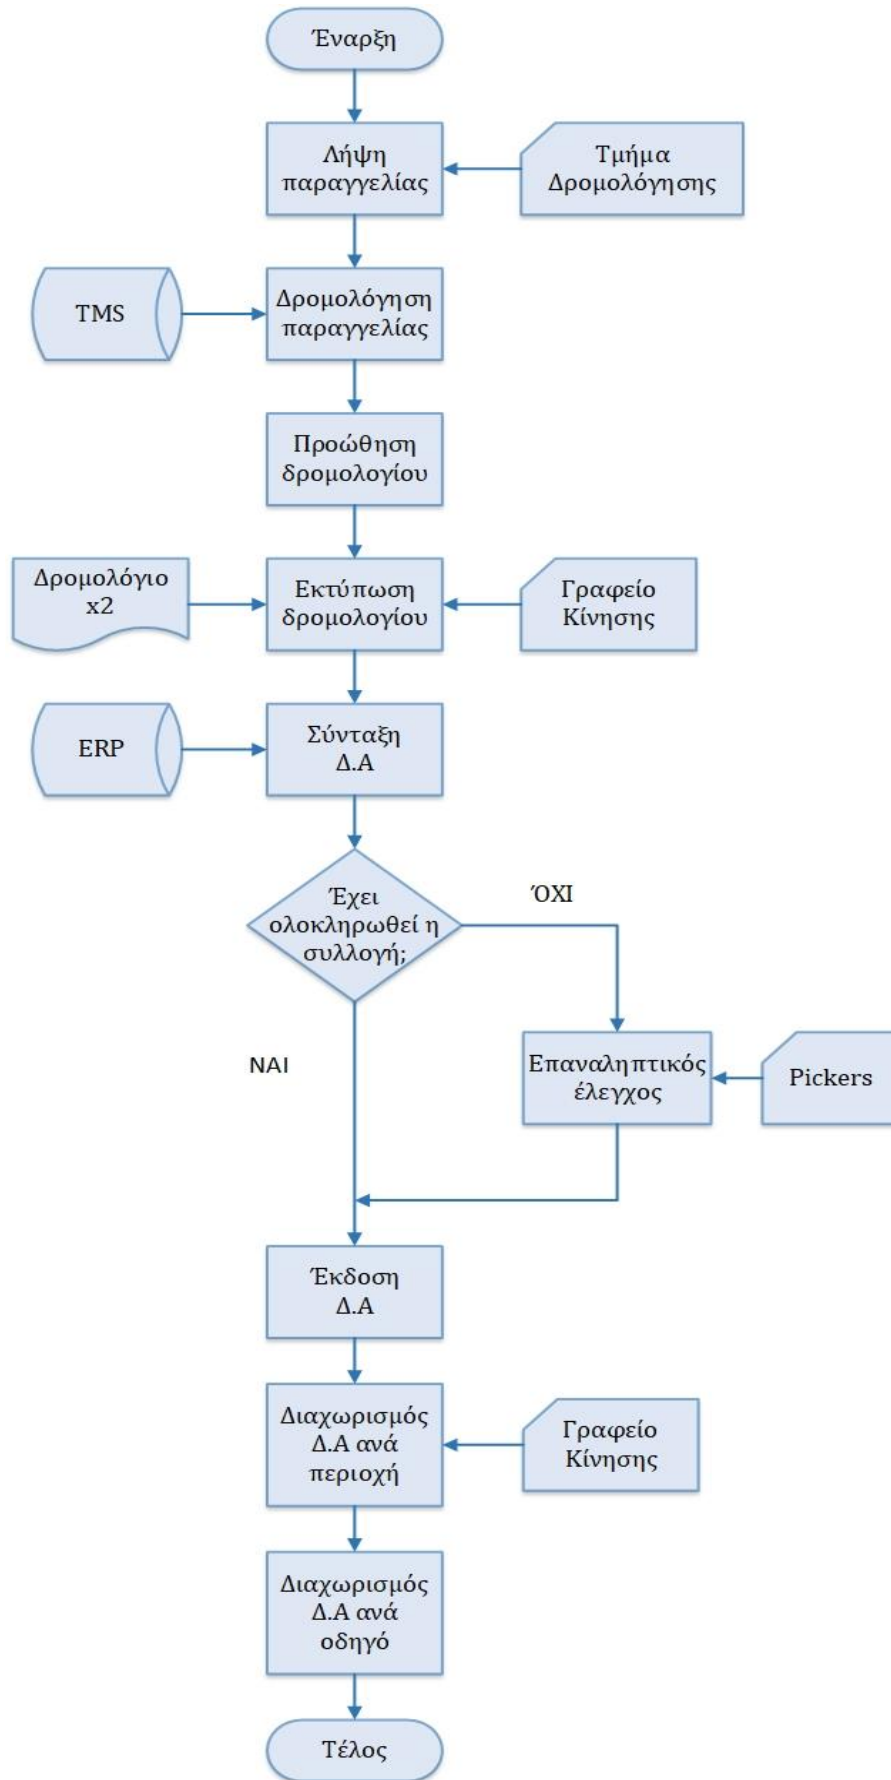 Έναρξη
Λήψη
παραγγελίας
Τμήμα
Δρομολόγησης
TMS
Δρομολόγηση
παραγγελίας
Προώθηση
δρομολογίου
Δρομολόγιο
x2
Εκτύπωση
δρομολογίου
Γραφείο
Κίνησης
ERP
Σύνταξη
Δ.Α
Έχει
ολοκληρωθεί η
συλλογή;
ΌΧΙ
ΝΑΙ
Επαναληπτικός
έλεγχος
Pickers
Έκδοση
Δ.Α
Διαχωρισμός
Δ.Α ανά
περιοχή
Γραφείο
Κίνησης
Διαχωρισμός
Δ.Α ανά
οδηγό
Τέλος